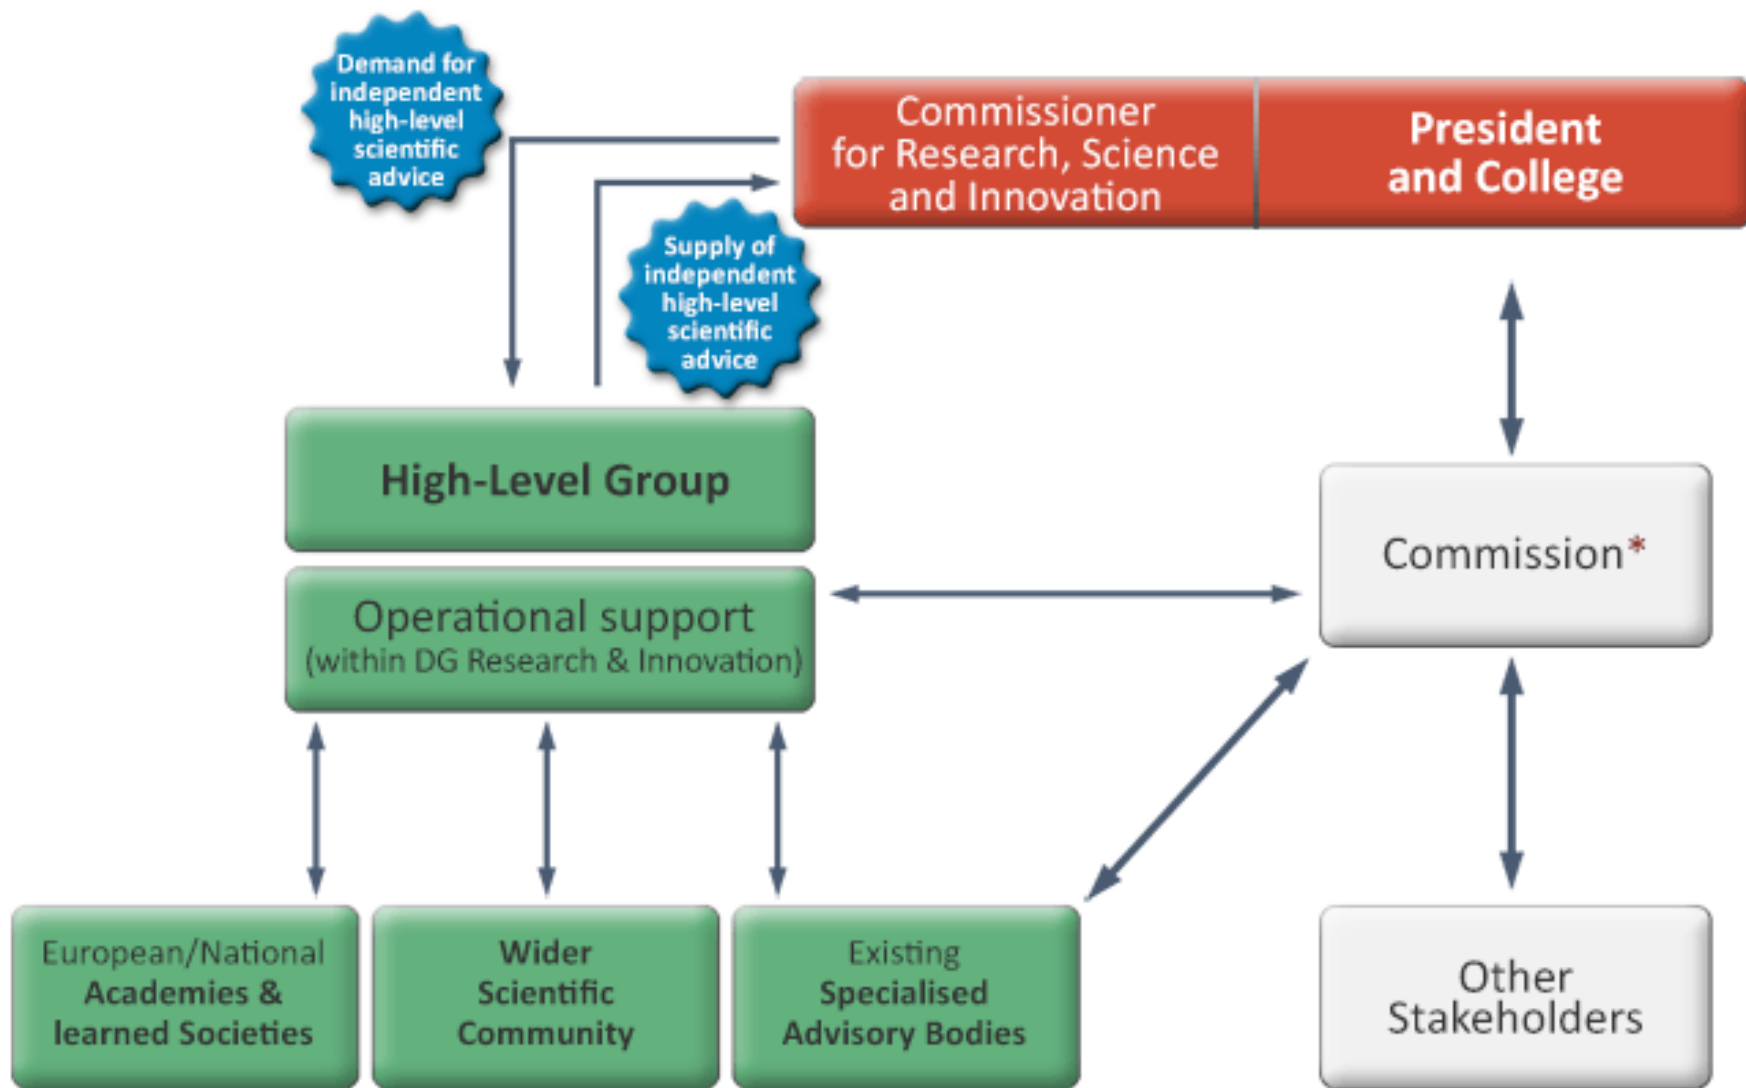 Demand for
independent
high-level
scientific
advice
Commissioner
for Research, Science
and Innovation
President
and College
Supply of
independent
high-level
scientific
advice
High-Level Group
Operational support
(within DG Research & Innovation)
Commission*
European/National
Academies &
learned Societies
Wider
Scientific
Community
Existing
Specialised
Advisory Bodies
Other
Stakeholders